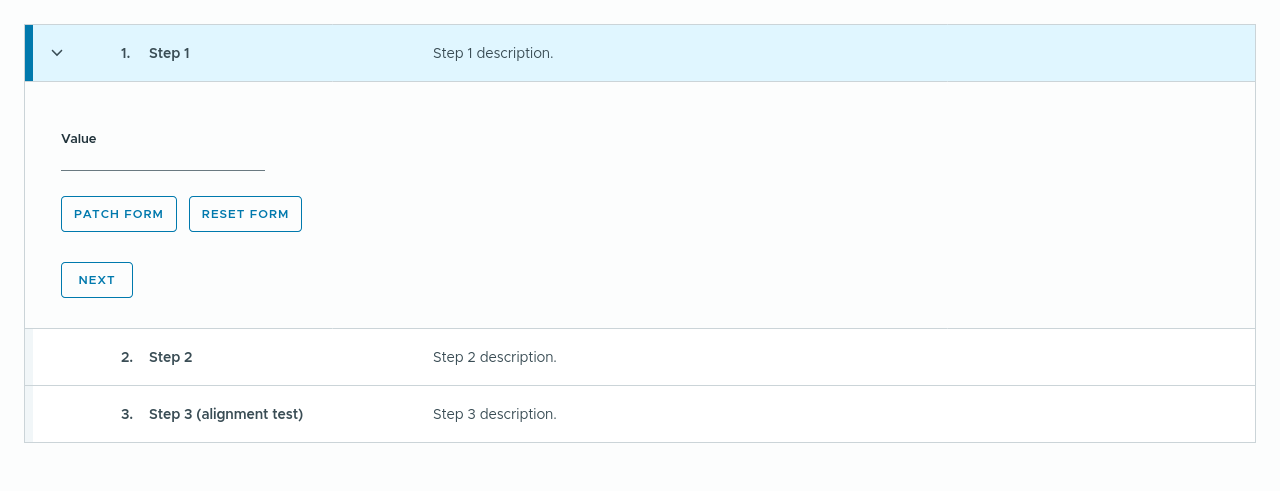 1. Step 1 Step 1 description.
Value
PATCH FORM RESET FORM
NEXT
2. Step 2 Step 2 description.
3. Step 3 (alignment test) Step 3 description.